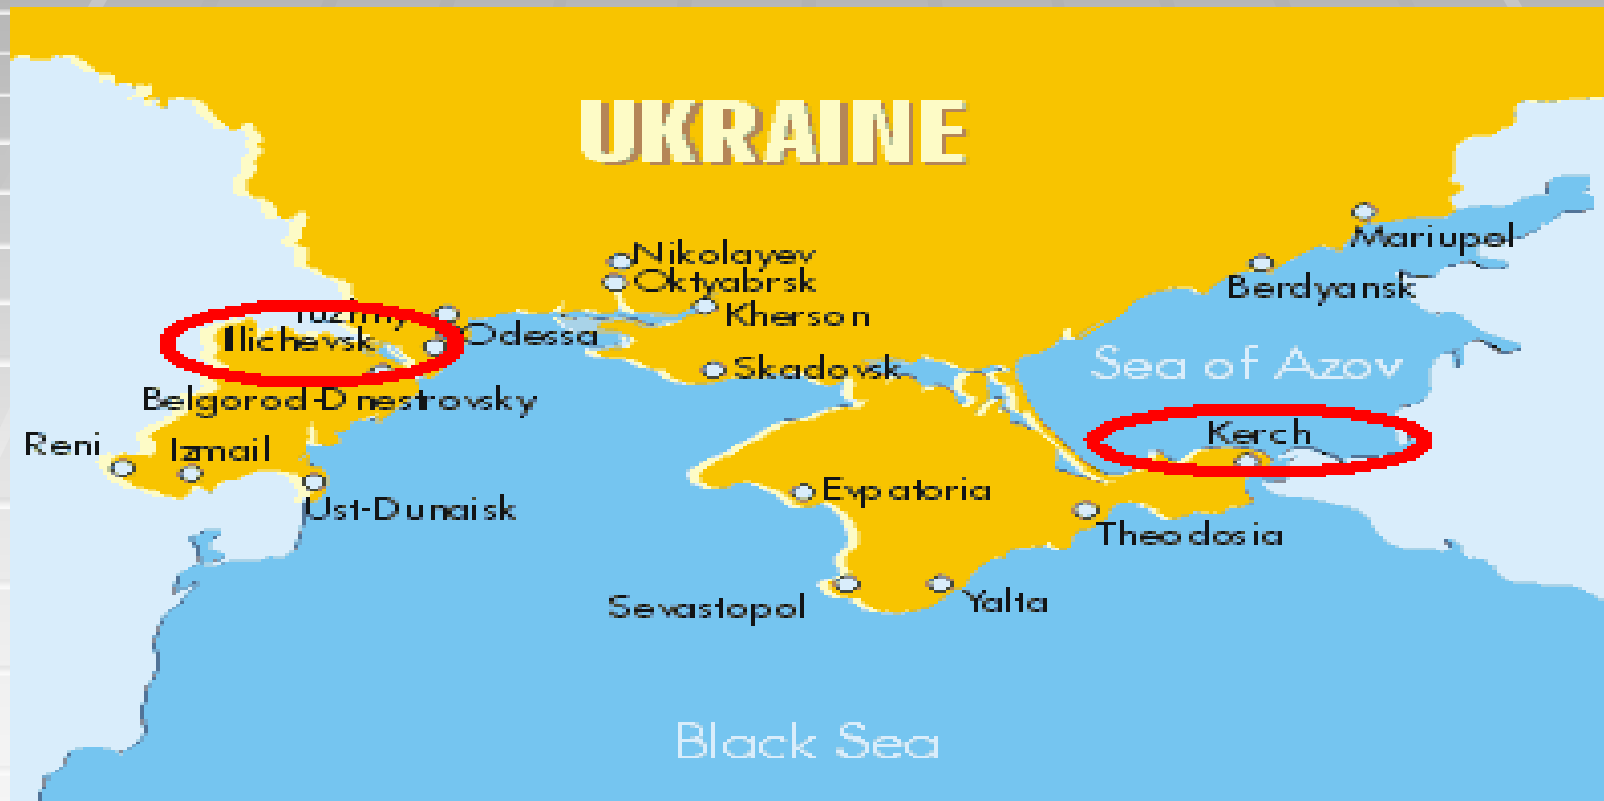 UKRAINE
Mariupol
Nikolayev
Oktyabrsk
Berdyansk
Kherson
Ilichevsk
Odessa
Sea of Azov
Skadovsk
Belgorod-Dnestrovsky
Kerch
Reni
Izmail
Evpatoria
Ust-Dunaisk
Theodosia
Sevastopol
Yalta
Black Sea